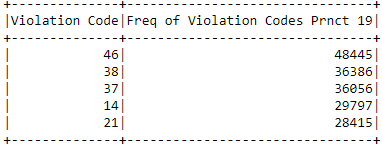 +--------------+--------------------------------+
|Violation Code|Freq of Violation Codes Prnct 19|
+--------------+--------------------------------+
|            46|                           48445|
|            38|                           36386|
|            37|                           36056|
|            14|                           29797|
|            21|                           28415|
+--------------+--------------------------------+